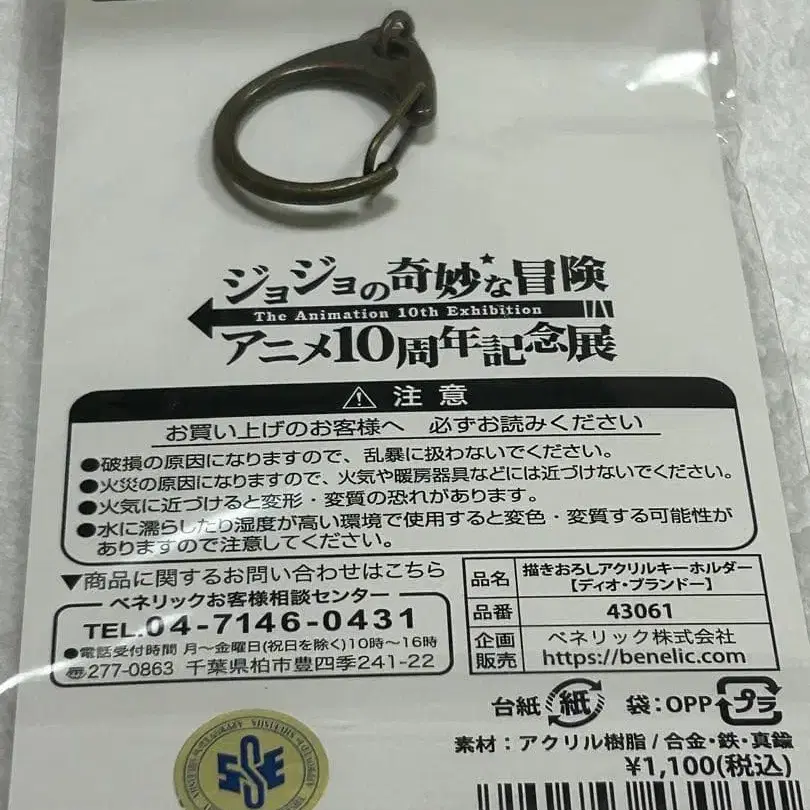 ジョジョの奇妙な冒険
The Animation 10th Exhibition
アニメ10周年記念展
注意
お買い上げのお客様へ 必ずお読みください
●破損の原因になりますので、乱暴に扱わないでください。
●火災の原因になりますので、火気や暖房器具などには近づけないでください。
●火気に近づけると変形・変質の恐れがあります。
●水に濡らしたり湿度が高い環境で使用すると変色・変質する可能性が
ありますので注意してください。
▼商品に関するお問い合わせはこちら
ベネリックお客様相談センター
TEL.04-7146-0431
●電話受付時間 月〜金曜日(祝日を除く)10時〜16時
〠277-0863 千葉県柏市豊四季241-22
品名 描きおろしアクリルキーホルダー
【ディオ・ブランドー】
品番 43061
企画 ベネリック株式会社
販売 https://benelic.com
台紙 紙 袋:OPP プラ
素材:アクリル樹脂/合金・鉄・真鍮
¥1,100(税込)